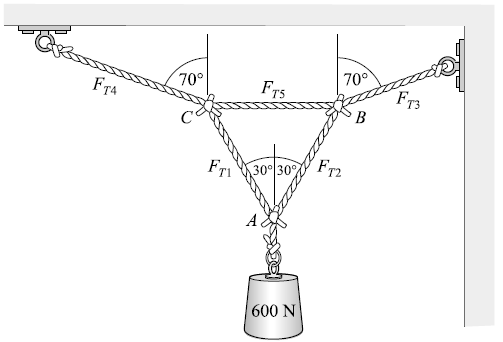 70° 70°
F_T4 F_T5 F_T3
C B
F_T1 30° 30° F_T2
A
600 N